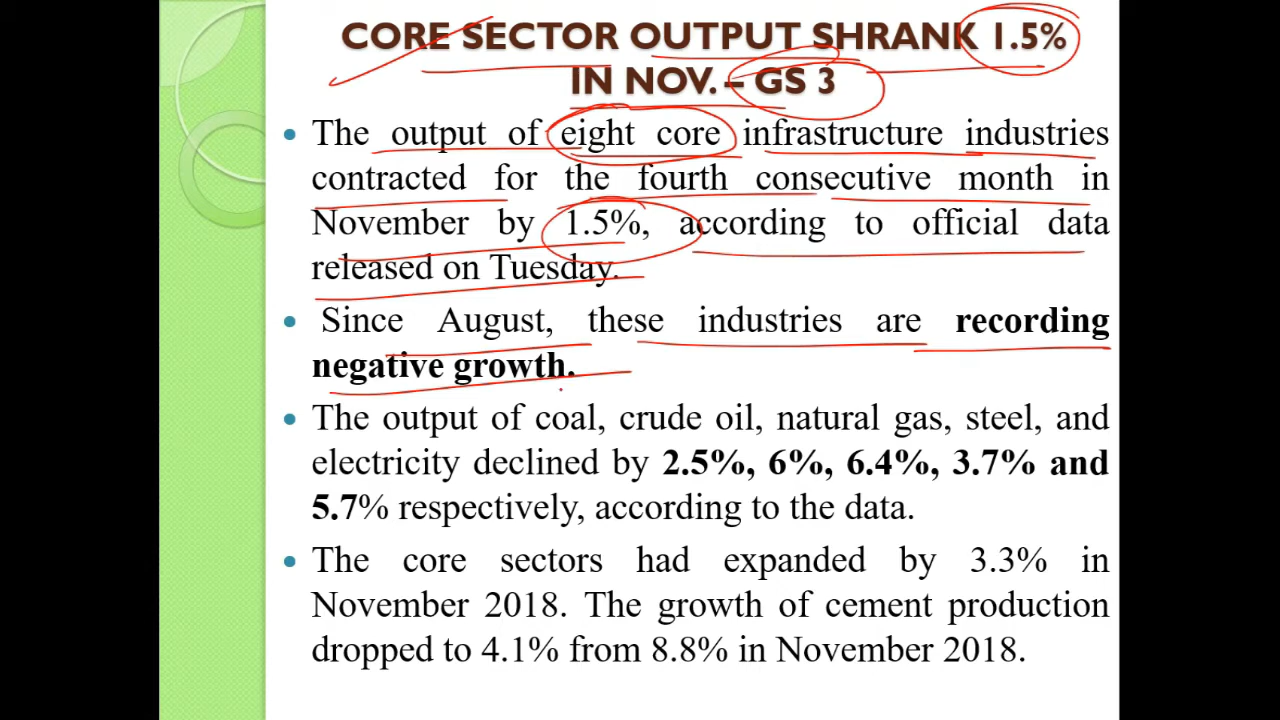 CORE SECTOR OUTPUT SHRANK 1.5%
IN NOV. – GS 3
• The output of eight core infrastructure industries
contracted for the fourth consecutive month in
November by 1.5%, according to official data
released on Tuesday.
• Since August, these industries are recording
negative growth.
• The output of coal, crude oil, natural gas, steel, and
electricity declined by 2.5%, 6%, 6.4%, 3.7% and
5.7% respectively, according to the data.
• The core sectors had expanded by 3.3% in
November 2018. The growth of cement production
dropped to 4.1% from 8.8% in November 2018.